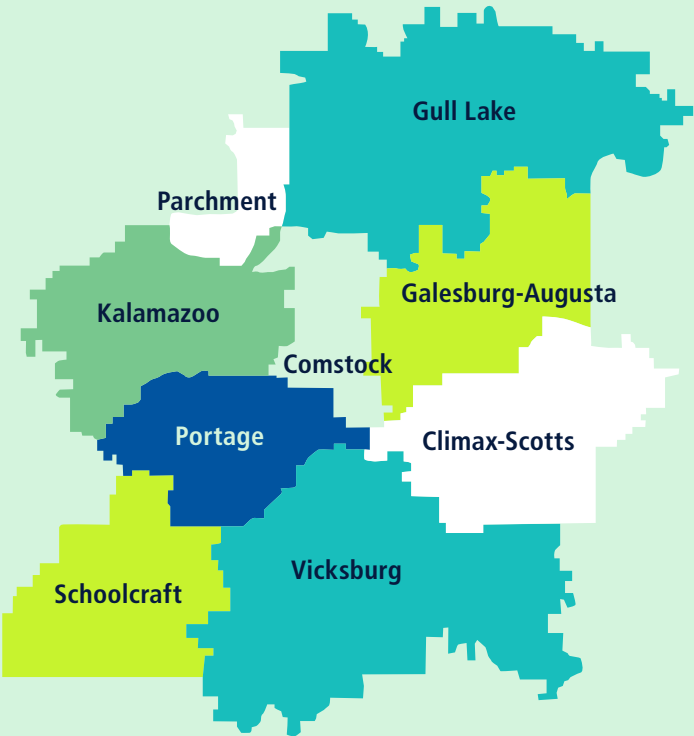 Gull Lake
Parchment
Galesburg-Augusta
Kalamazoo
Comstock
Portage
Climax-Scotts
Vicksburg
Schoolcraft